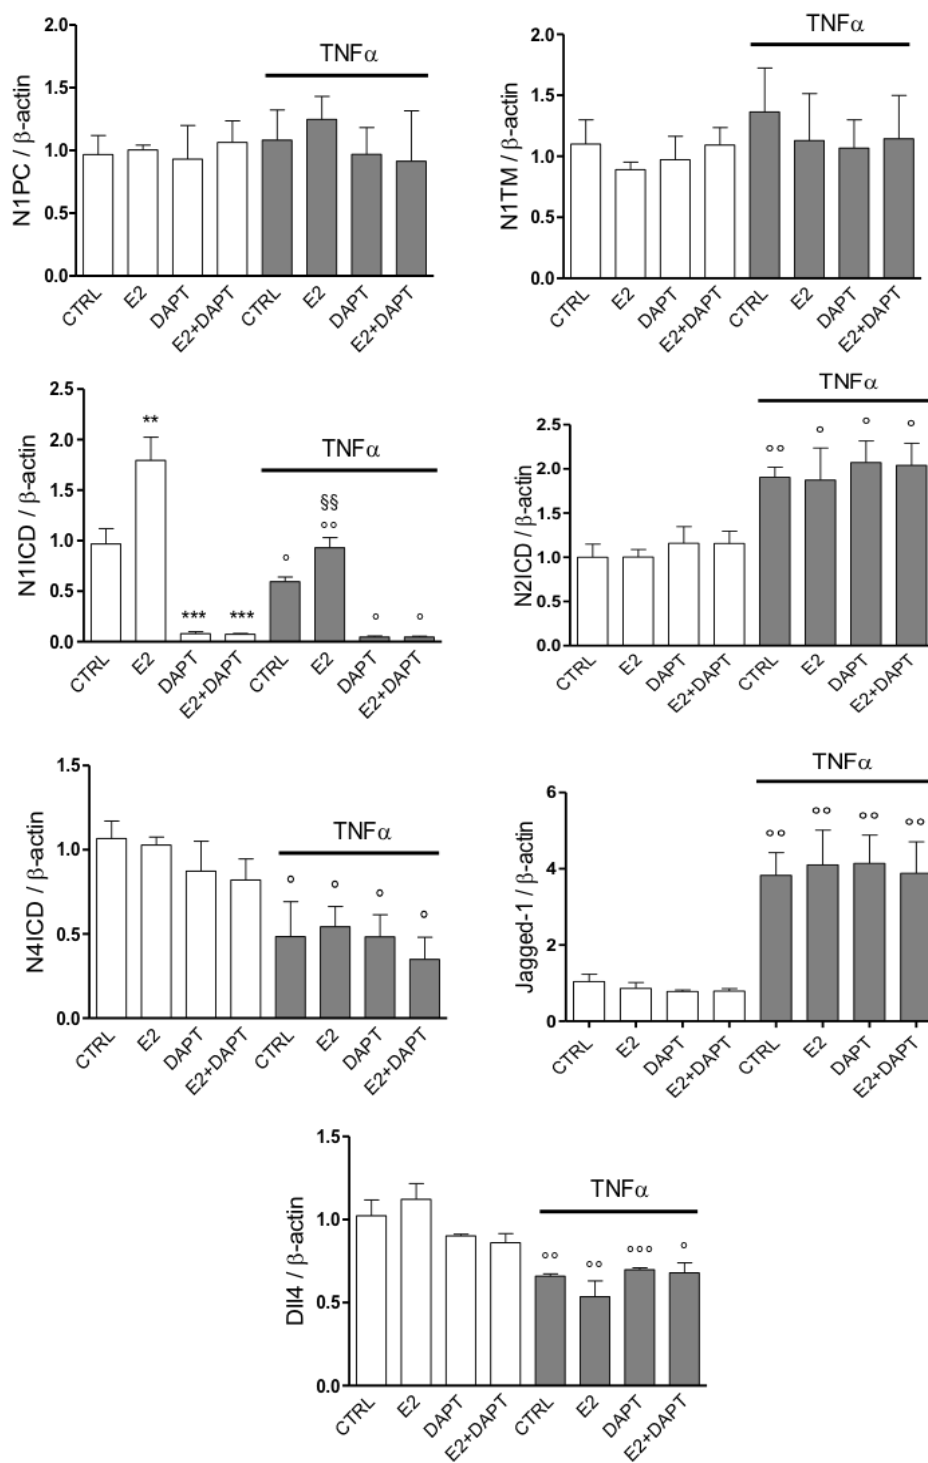 TNFα
N1PC / β-actin
2.0
1.5
1.0
0.5
0.0
CTRL
E2
DAPT
E2+DAPT
CTRL
E2
DAPT
E2+DAPT
TNFα
N1TM / β-actin
2.0
1.5
1.0
0.5
0.0
CTRL
E2
DAPT
E2+DAPT
CTRL
E2
DAPT
E2+DAPT
TNFα
N1ICD / β-actin
2.5
2.0
1.5
1.0
0.5
0.0
**
***
***
°
§§
°°
°
°
CTRL
E2
DAPT
E2+DAPT
CTRL
E2
DAPT
E2+DAPT
TNFα
N2ICD / β-actin
2.5
2.0
1.5
1.0
0.5
0.0
°°
°
°
°
CTRL
E2
DAPT
E2+DAPT
CTRL
E2
DAPT
E2+DAPT
TNFα
N4ICD / β-actin
1.5
1.0
0.5
0.0
°
°
°
°
CTRL
E2
DAPT
E2+DAPT
CTRL
E2
DAPT
E2+DAPT
TNFα
Jagged-1 / β-actin
6
4
2
0
°°
°°
°°
°°
CTRL
E2
DAPT
E2+DAPT
CTRL
E2
DAPT
E2+DAPT
TNFα
Dll4 / β-actin
1.5
1.0
0.5
0.0
°°
°°
°°°
°
CTRL
E2
DAPT
E2+DAPT
CTRL
E2
DAPT
E2+DAPT